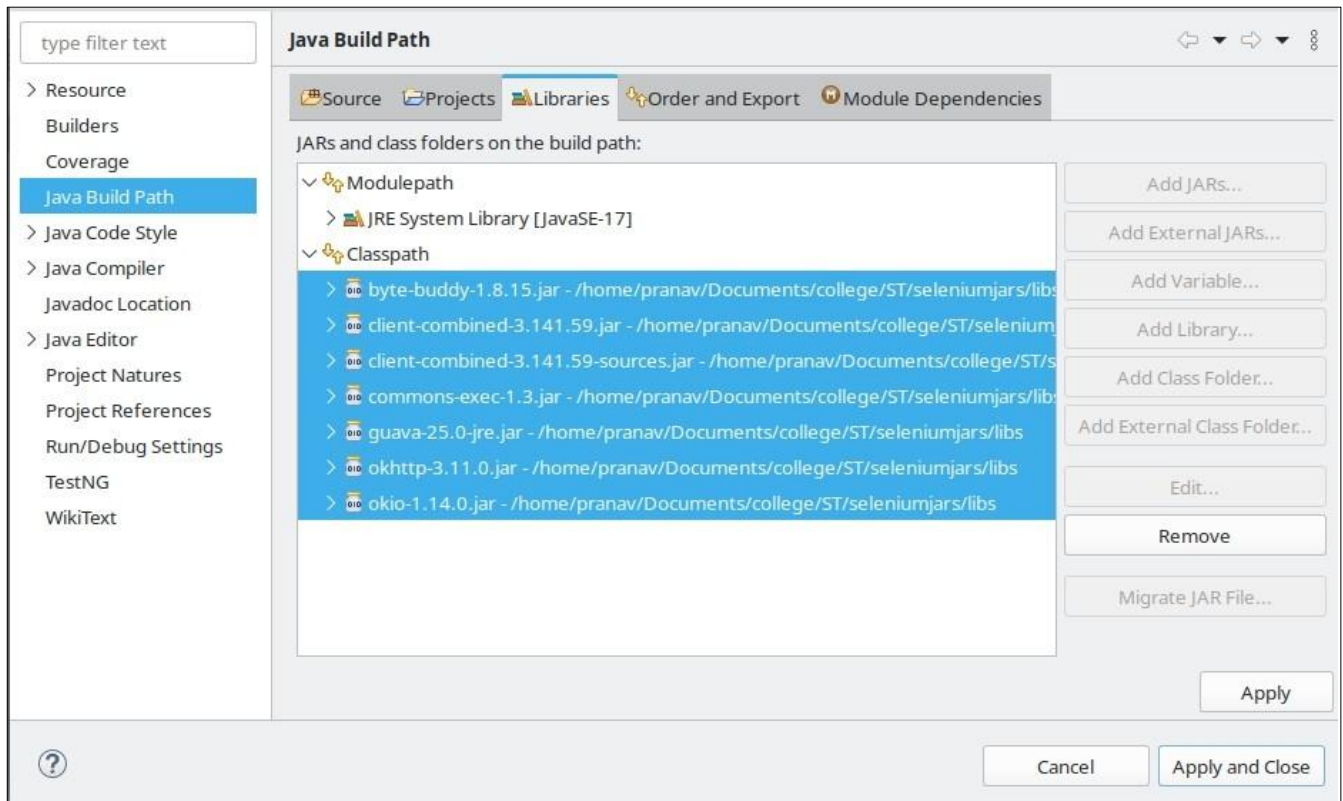 type filter text
Resource
Builders
Coverage
Java Build Path
Java Code Style
Java Compiler
Javadoc Location
Java Editor
Project Natures
Project References
Run/Debug Settings
TestNG
WikiText
Java Build Path
Source Projects Libraries Order and Export Module Dependencies
JARs and class folders on the build path:
Modulepath
JRE System Library [JavaSE-17]
Classpath
byte-buddy-1.8.15.jar - /home/pranav/Documents/college/ST/seleniumjars/libs
client-combined-3.141.59.jar - /home/pranav/Documents/college/ST/selenium
client-combined-3.141.59-sources.jar - /home/pranav/Documents/college/ST/s
commons-exec-1.3.jar - /home/pranav/Documents/college/ST/seleniumjars/lib
guava-25.0-jre.jar - /home/pranav/Documents/college/ST/seleniumjars/libs
okhttp-3.11.0.jar - /home/pranav/Documents/college/ST/seleniumjars/libs
okio-1.14.0.jar - /home/pranav/Documents/college/ST/seleniumjars/libs
Add JARs...
Add External JARs...
Add Variable...
Add Library...
Add Class Folder...
Add External Class Folder...
Edit...
Remove
Migrate JAR File...
Apply
Cancel Apply and Close